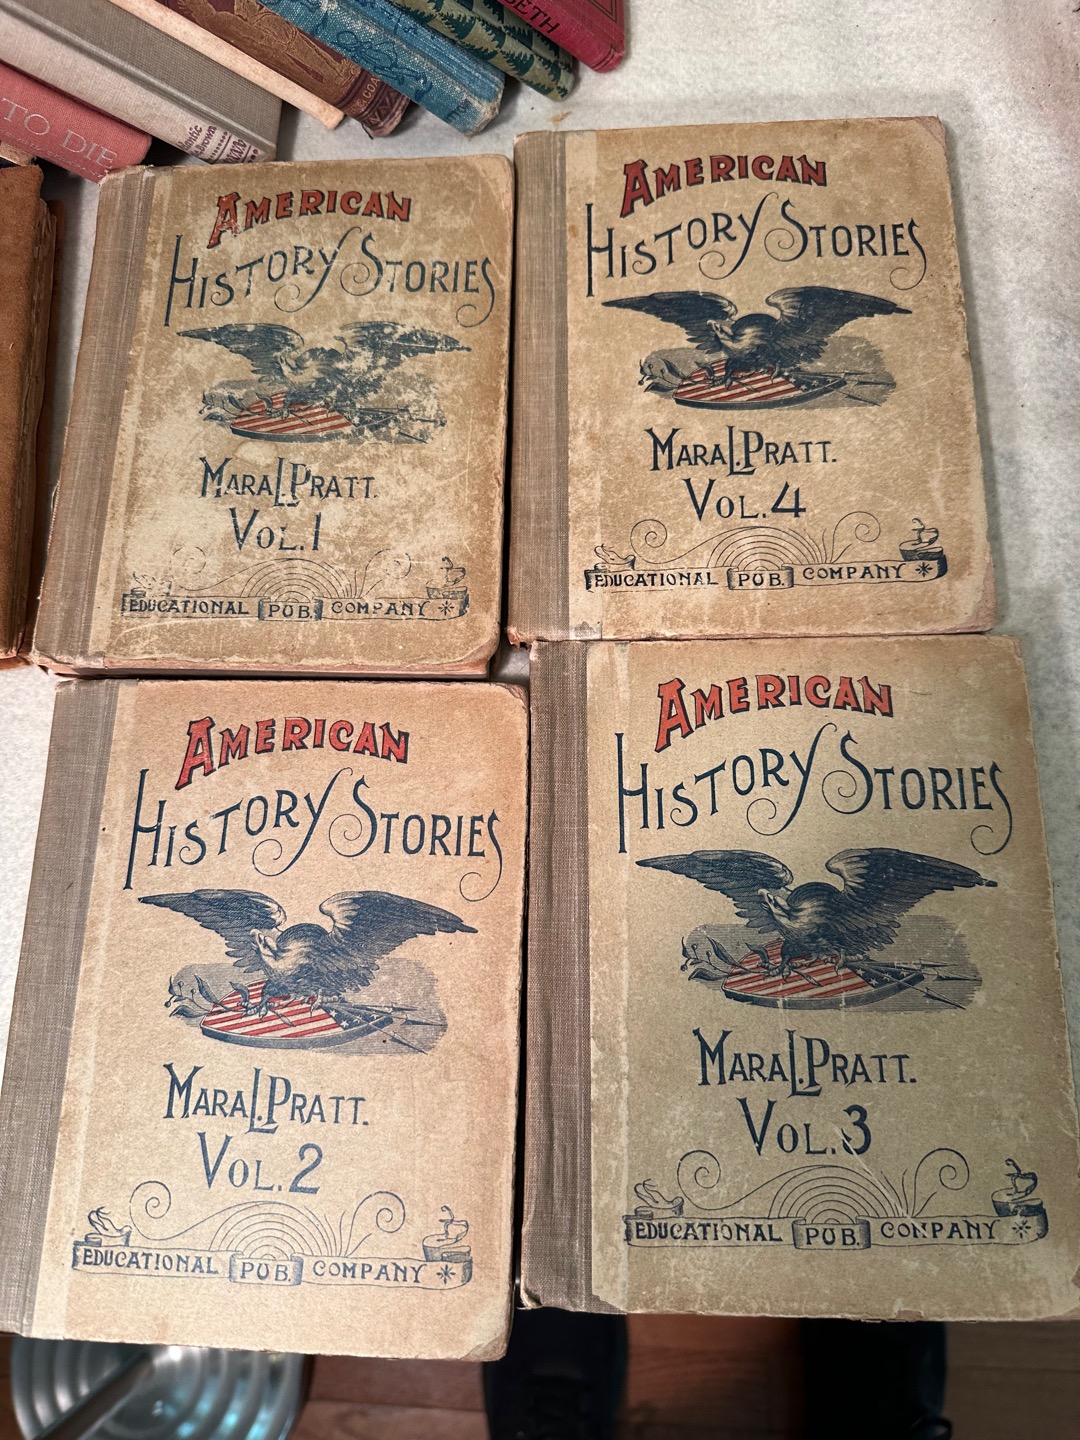 BETH
TO DIE
AMERICAN
HISTORY STORIES
MARA L. PRATT.
VOL. 1
EDUCATIONAL PUB. COMPANY
AMERICAN
HISTORY STORIES
MARA L. PRATT.
VOL. 4
EDUCATIONAL PUB. COMPANY
AMERICAN
HISTORY STORIES
MARA L. PRATT.
VOL. 2
EDUCATIONAL PUB. COMPANY
AMERICAN
HISTORY STORIES
MARA L. PRATT.
VOL. 3
EDUCATIONAL PUB. COMPANY